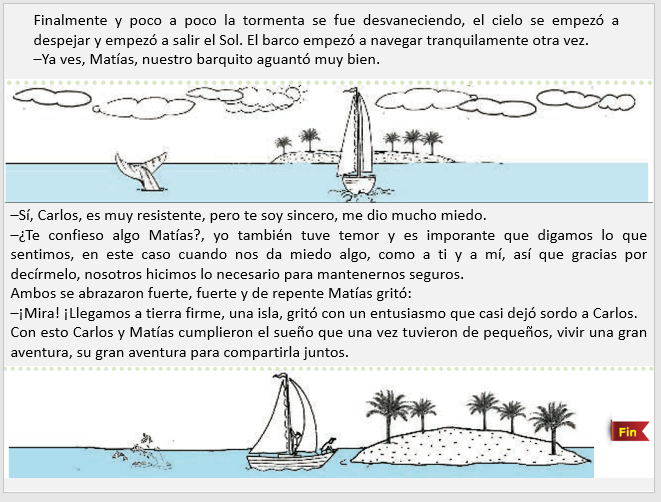 Finalmente y poco a poco la tormenta se fue desvaneciendo, el cielo se empezó a
despejar y empezó a salir el Sol. El barco empezó a navegar tranquilamente otra vez.
–Ya ves, Matías, nuestro barquito aguantó muy bien.
–Sí, Carlos, es muy resistente, pero te soy sincero, me dio mucho miedo.
–¿Te confieso algo Matías?, yo también tuve temor y es imporante que digamos lo que
sentimos, en este caso cuando nos da miedo algo, como a ti y a mí, así que gracias por
decírmelo, nosotros hicimos lo necesario para mantenernos seguros.
Ambos se abrazaron fuerte, fuerte y de repente Matías gritó:
–¡Mira! ¡Llegamos a tierra firme, una isla, gritó con un entusiasmo que casi dejó sordo a Carlos.
Con esto Carlos y Matías cumplieron el sueño que una vez tuvieron de pequeños, vivir una gran
aventura, su gran aventura para compartirla juntos.
Fin